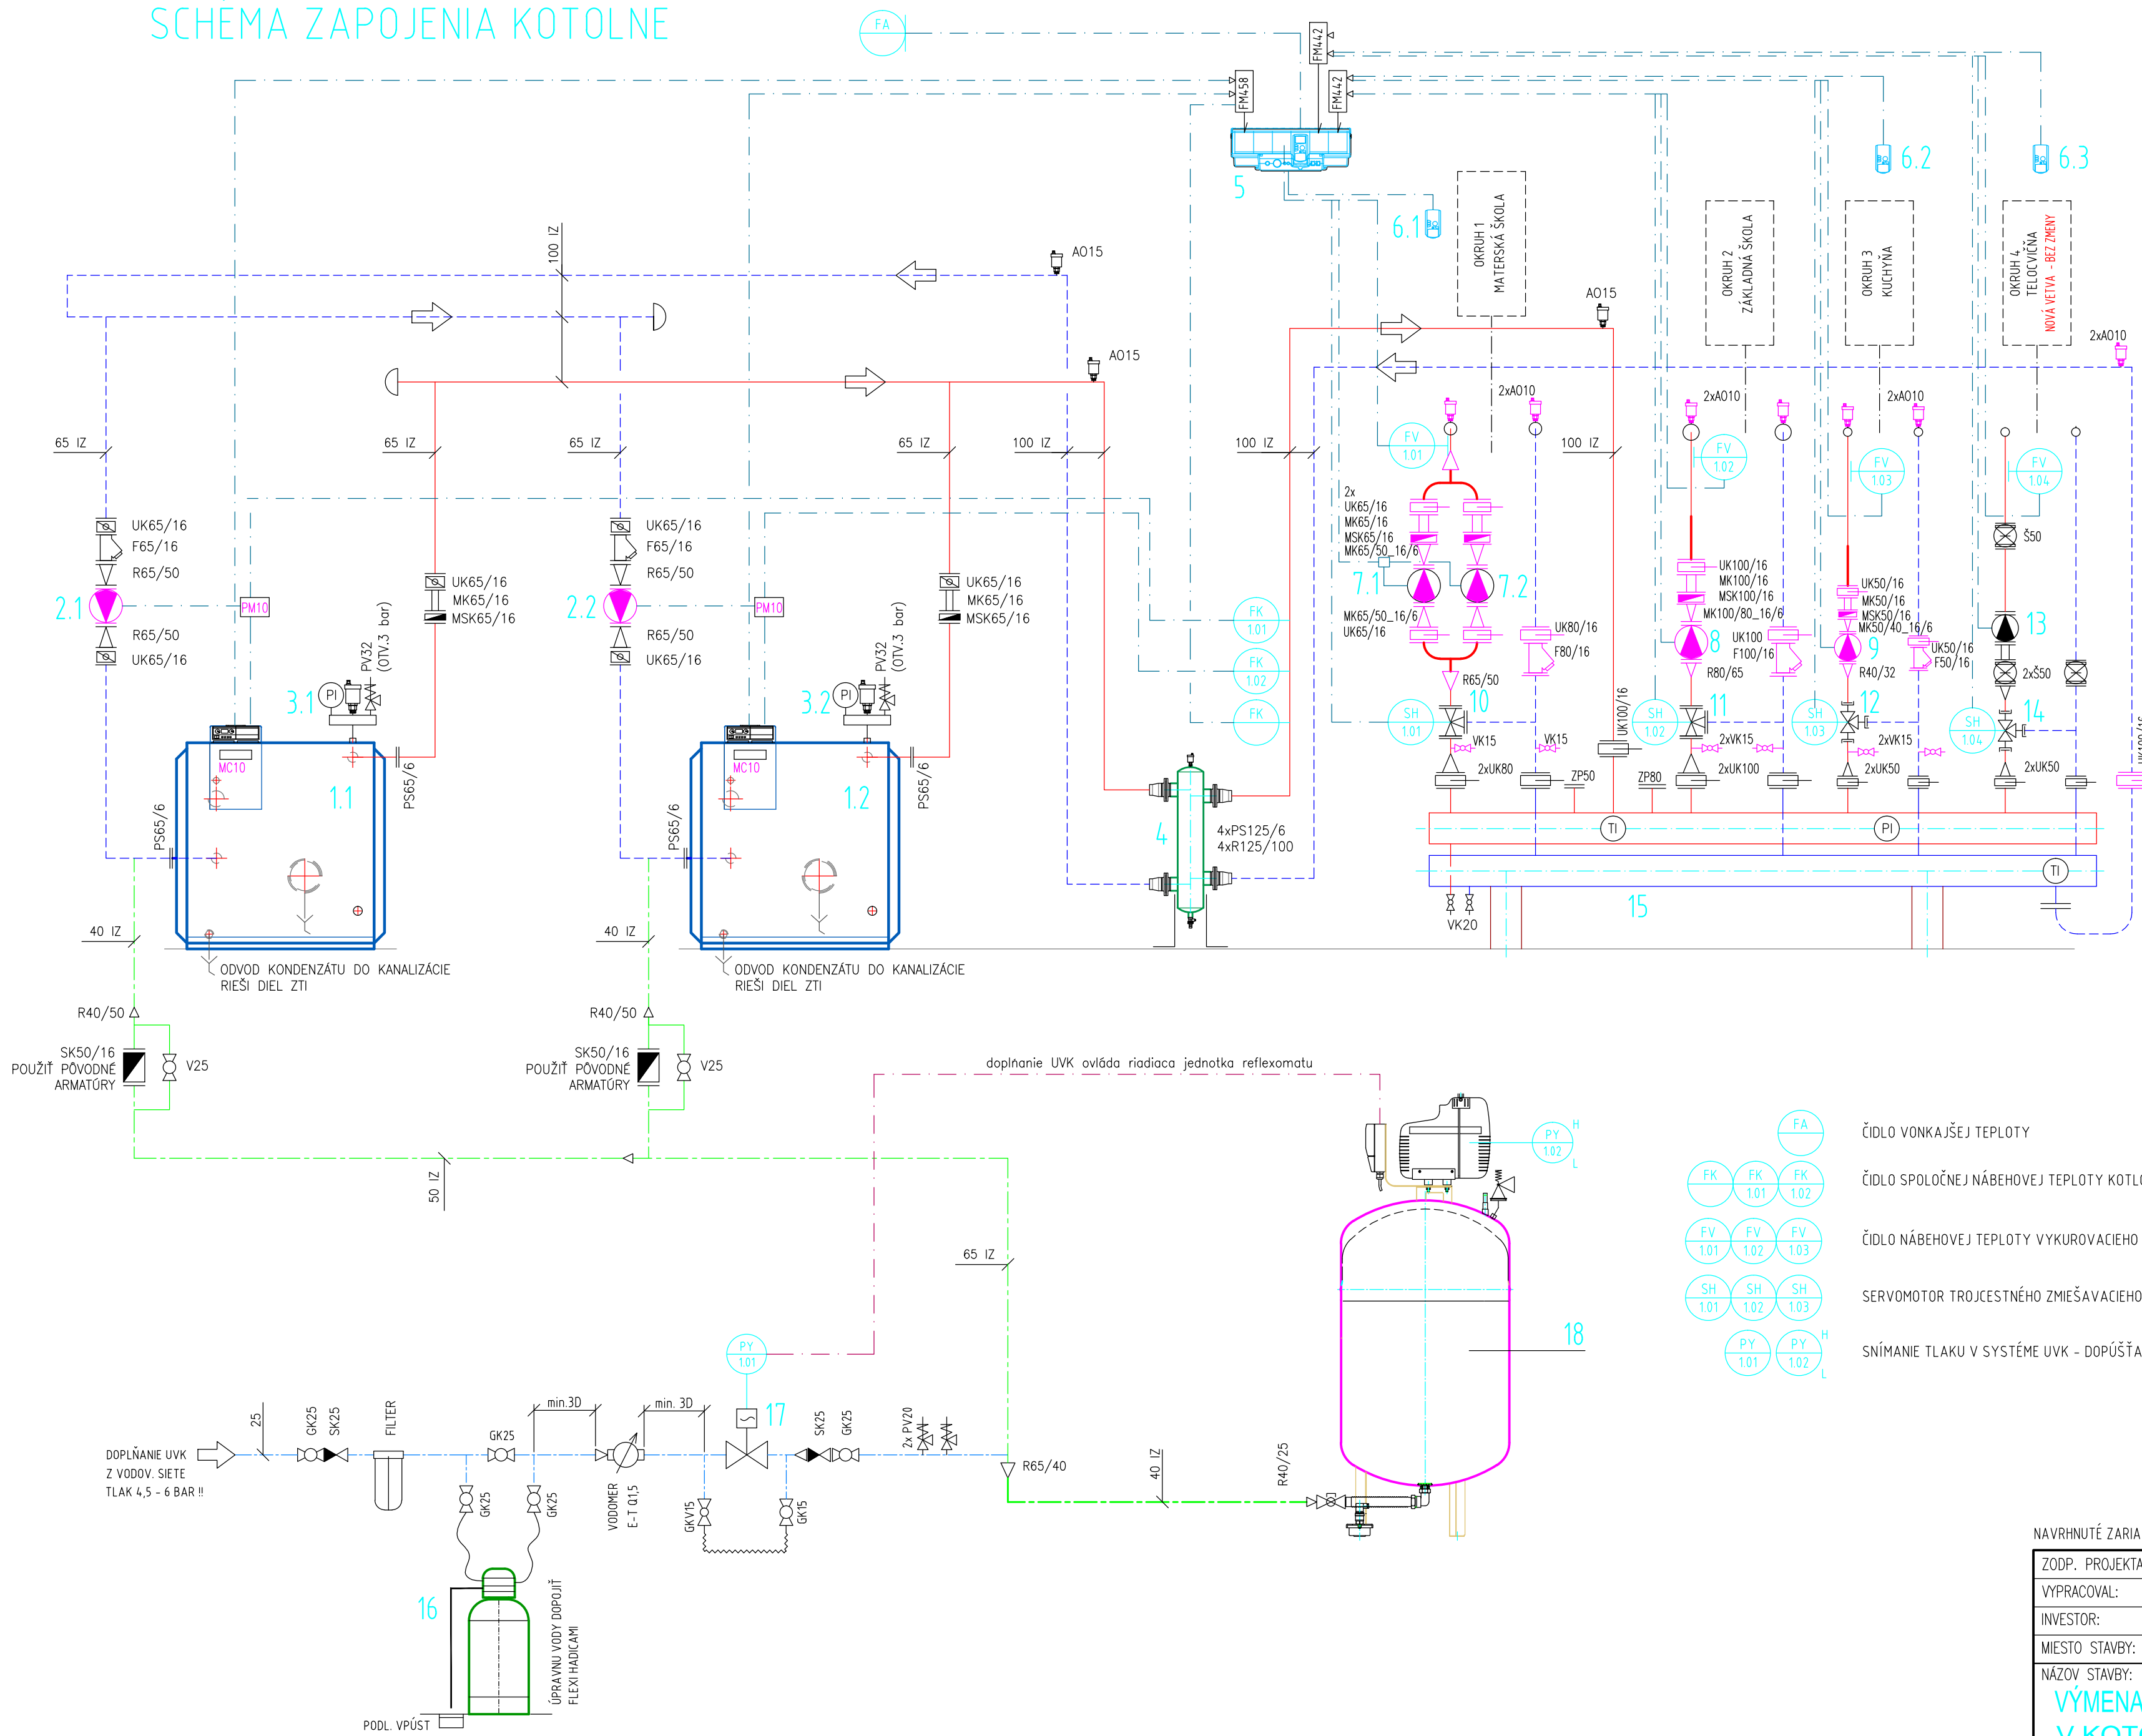 SCHÉMA ZAPOJENIA KOTOLNE
FA
FM442
FM458
FM442
5
6.1
6.2
6.3
OKRUH 1
MATERSKÁ ŠKOLA
OKRUH 2
ZÁKLADNÁ ŠKOLA
OKRUH 3
KUCHYŇA
OKRUH 4
TELOCVIČŇA
NOVÁ VETVA - BEZ ZMENY
100 IZ
AO15
AO15
AO15
2xAO10
65 IZ
65 IZ
65 IZ
65 IZ
100 IZ
100 IZ
100 IZ
2xAO10
2xAO10
2xAO10
FV
1.01
FV
1.02
FV
1.03
FV
1.04
UK65/16
F65/16
R65/50
2.1
PM10
R65/50
UK65/16
UK65/16
MK65/16
MSK65/16
UK65/16
F65/16
R65/50
2.2
PM10
R65/50
UK65/16
UK65/16
MK65/16
MSK65/16
2x
UK65/16
MK65/16
MSK65/16
MK65/50_16/6
7.1
7.2
MK65/50_16/6
UK65/16
R65/50
UK80/16
F80/16
UK100/16
UK100/16
MK100/16
MSK100/16
MK100/80_16/6
8
R80/65
UK100
F100/16
UK50/16
MK50/16
MSK50/16
MK50/40_16/6
9
R40/32
UK50/16
F50/16
Š50
13
2xŠ50
FK
1.01
FK
1.02
FK
3.1
PI
PV32
(OTV.3 bar)
3.2
PI
PV32
(OTV.3 bar)
SH
1.01
10
SH
1.02
11
SH
1.03
12
SH
1.04
14
VK15
VK15
2xVK15
2xVK15
2xUK80
ZP50
ZP80
2xUK100
2xUK50
2xUK50
UK100/16
MC10
1.1
PS65/6
PS65/6
MC10
1.2
PS65/6
PS65/6
4
4xPS125/6
4xR125/100
TI
PI
TI
15
VK20
40 IZ
40 IZ
ODVOD KONDENZÁTU DO KANALIZÁCIE
RIEŠI DIEL ZTI
ODVOD KONDENZÁTU DO KANALIZÁCIE
RIEŠI DIEL ZTI
R40/50
R40/50
SK50/16
POUŽIŤ PÔVODNÉ
ARMATÚRY
V25
SK50/16
POUŽIŤ PÔVODNÉ
ARMATÚRY
V25
50 IZ
doplňanie UVK ovláda riadiaca jednotka reflexomatu
PY
1.02
H
L
65 IZ
18
FA
ČIDLO VONKAJŠEJ TEPLOTY
FK
FK
1.01
FK
1.02
ČIDLO SPOLOČNEJ NÁBEHOVEJ TEPLOTY KOTLO
FV
1.01
FV
1.02
FV
1.03
ČIDLO NÁBEHOVEJ TEPLOTY VYKUROVACIEHO
SH
1.01
SH
1.02
SH
1.03
SERVOMOTOR TROJCESTNÉHO ZMIEŠAVACIEHO
PY
1.01
PY
1.02
H
L
SNÍMANIE TLAKU V SYSTÉME UVK - DOPÚŠŤA
PY
1.01
17
DOPLŇANIE UVK
Z VODOV. SIETE
TLAK 4,5 - 6 BAR !!
25
GK25
SK25
FILTER
GK25
min.3D
min. 3D
VODOMER
E-T Q1,5
SK25
GK25
2x PV20
GK25
GK25
GKV15
GK15
R65/40
40 IZ
R40/25
16
ÚPRAVNU VODY DOPOJIŤ
FLEXI HADICAMI
PODL. VPÚST
NAVRHNUTÉ ZARIA
ZODP. PROJEKTA
VYPRACOVAL:
INVESTOR:
MIESTO STAVBY:
NÁZOV STAVBY:
VÝMENA
V KOTO